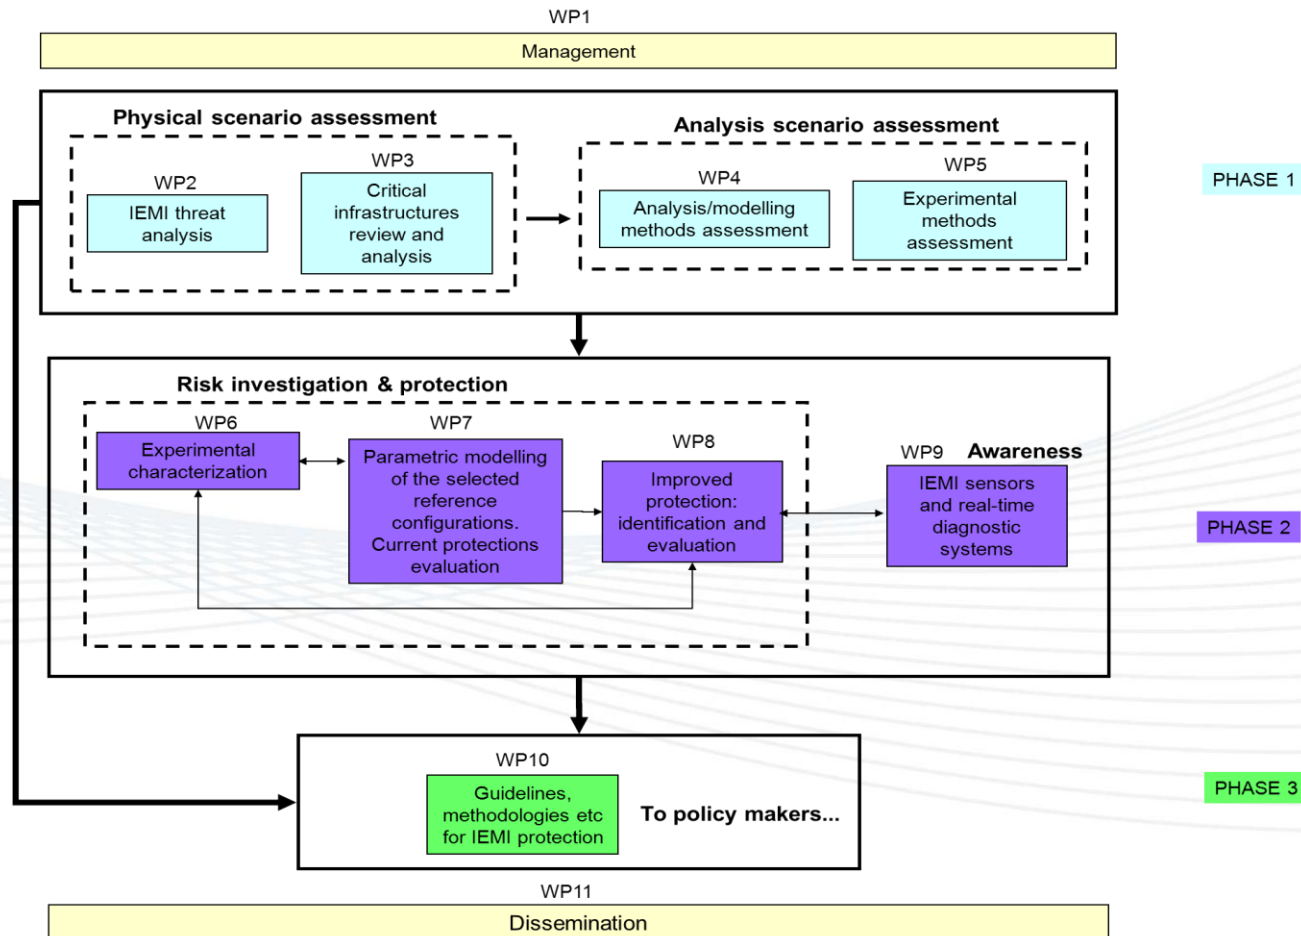 WP1
Management
Physical scenario assessment
Analysis scenario assessment
WP2
IEMI threat
analysis
WP3
Critical
infrastructures
review and
analysis
WP4
Analysis/modelling
methods assessment
WP5
Experimental
methods
assessment
PHASE 1
Risk investigation & protection
WP6
Experimental
characterization
WP7
Parametric modelling
of the selected
reference
configurations.
Current protections
evaluation
WP8
Improved
protection:
identification and
evaluation
WP9
Awareness
IEMI sensors
and real-time
diagnostic
systems
PHASE 2
WP10
Guidelines,
methodologies etc
for IEMI protection
To policy makers...
PHASE 3
WP11
Dissemination